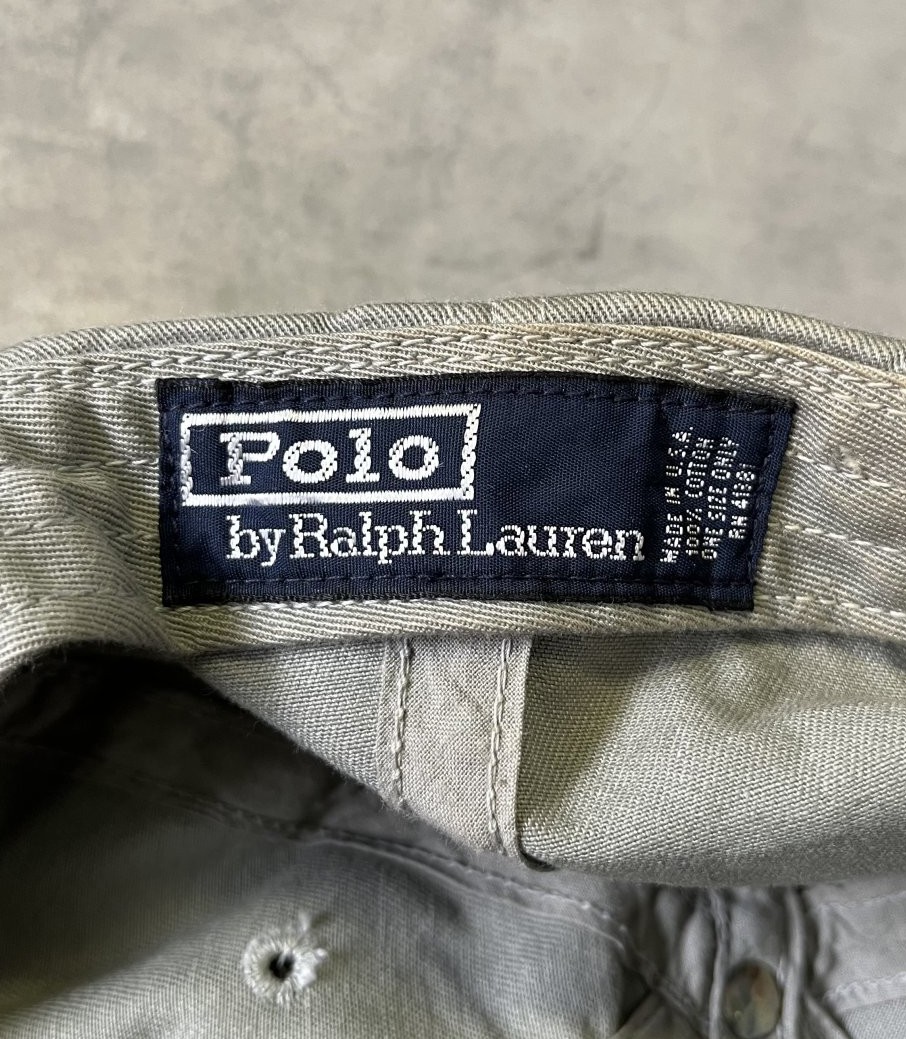 Polo
by Ralph Lauren
MADE IN U.S.A.
100% COTTON
ONE SIZE ONLY
RN 41381